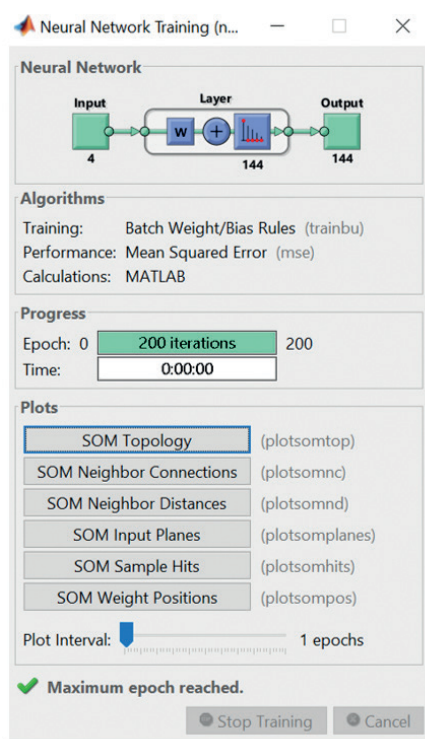 Neural Network Training (n...
Neural Network
Input Layer Output
W
4 144 144
Algorithms
Training: Batch Weight/Bias Rules (trainbu)
Performance: Mean Squared Error (mse)
Calculations: MATLAB
Progress
Epoch: 0 200 iterations 200
Time: 0:00:00
Plots
SOM Topology (plotsomtop)
SOM Neighbor Connections (plotsomnc)
SOM Neighbor Distances (plotsomnd)
SOM Input Planes (plotsomplanes)
SOM Sample Hits (plotsomhits)
SOM Weight Positions (plotsompos)
Plot Interval: 1 epochs
Maximum epoch reached.
Stop Training Cancel